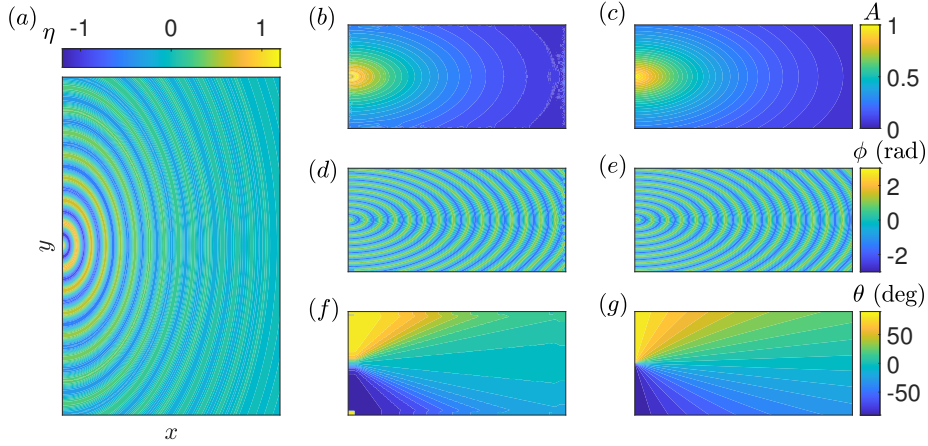 (a)
η
-1 0 1
y
x
(b)
(c)
A
1
0.5
0
(d)
(e)
ϕ (rad)
2
0
-2
(f)
(g)
θ (deg)
50
0
-50